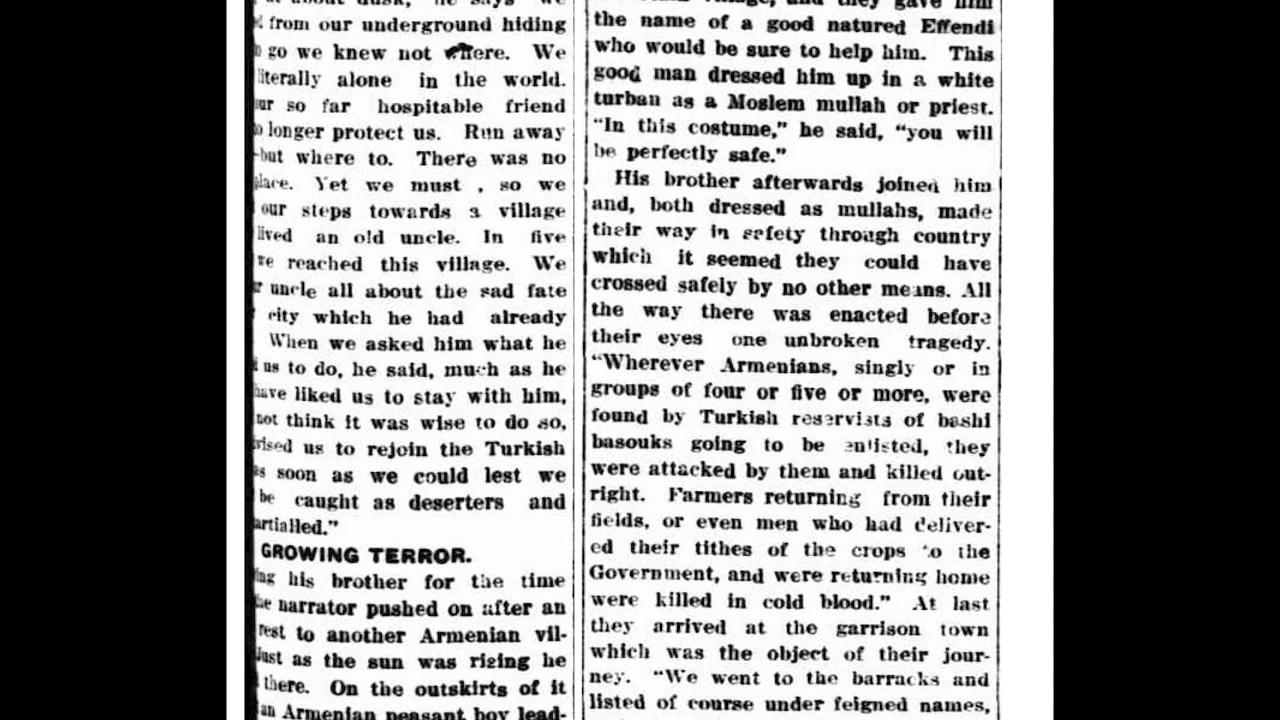 from our underground hiding
go we knew not there. We
literally alone in the world.
so far hospitable friend
longer protect us. Run away
but where to. There was no
place. Yet we must , so we
our steps towards a village
lived an old uncle. In five
we reached this village. We
uncle all about the sad fate
city which he had already
When we asked him what he
us to do, he said, much as he
have liked us to stay with him,
not think it was wise to do so,
vised us to rejoin the Turkish
as soon as we could lest we
be caught as deserters and
artialled."
GROWING TERROR.
ing his brother for the time
narrator pushed on after an
rest to another Armenian vil-
Just as the sun was rising he
there. On the outskirts of it
an Armenian peasant boy lead-
the name of a good natured Effendi
who would be sure to help him. This
good man dressed him up in a white
turban as a Moslem mullah or priest.
"In this costume," he said, "you will
be perfectly safe."
His brother afterwards joined him
and, both dressed as mullahs, made
their way in safety through country
which it seemed they could have
crossed safely by no other means. All
the way there was enacted before
their eyes one unbroken tragedy.
"Wherever Armenians, singly or in
groups of four or five or more, were
found by Turkish reservists of bashi
basouks going to be enlisted, they
were attacked by them and killed out-
right. Farmers returning from their
fields, or even men who had deliver-
ed their tithes of the crops to the
Government, and were returning home
were killed in cold blood." At last
they arrived at the garrison town
which was the object of their jour-
ney. "We went to the barracks and
listed of course under feigned names,